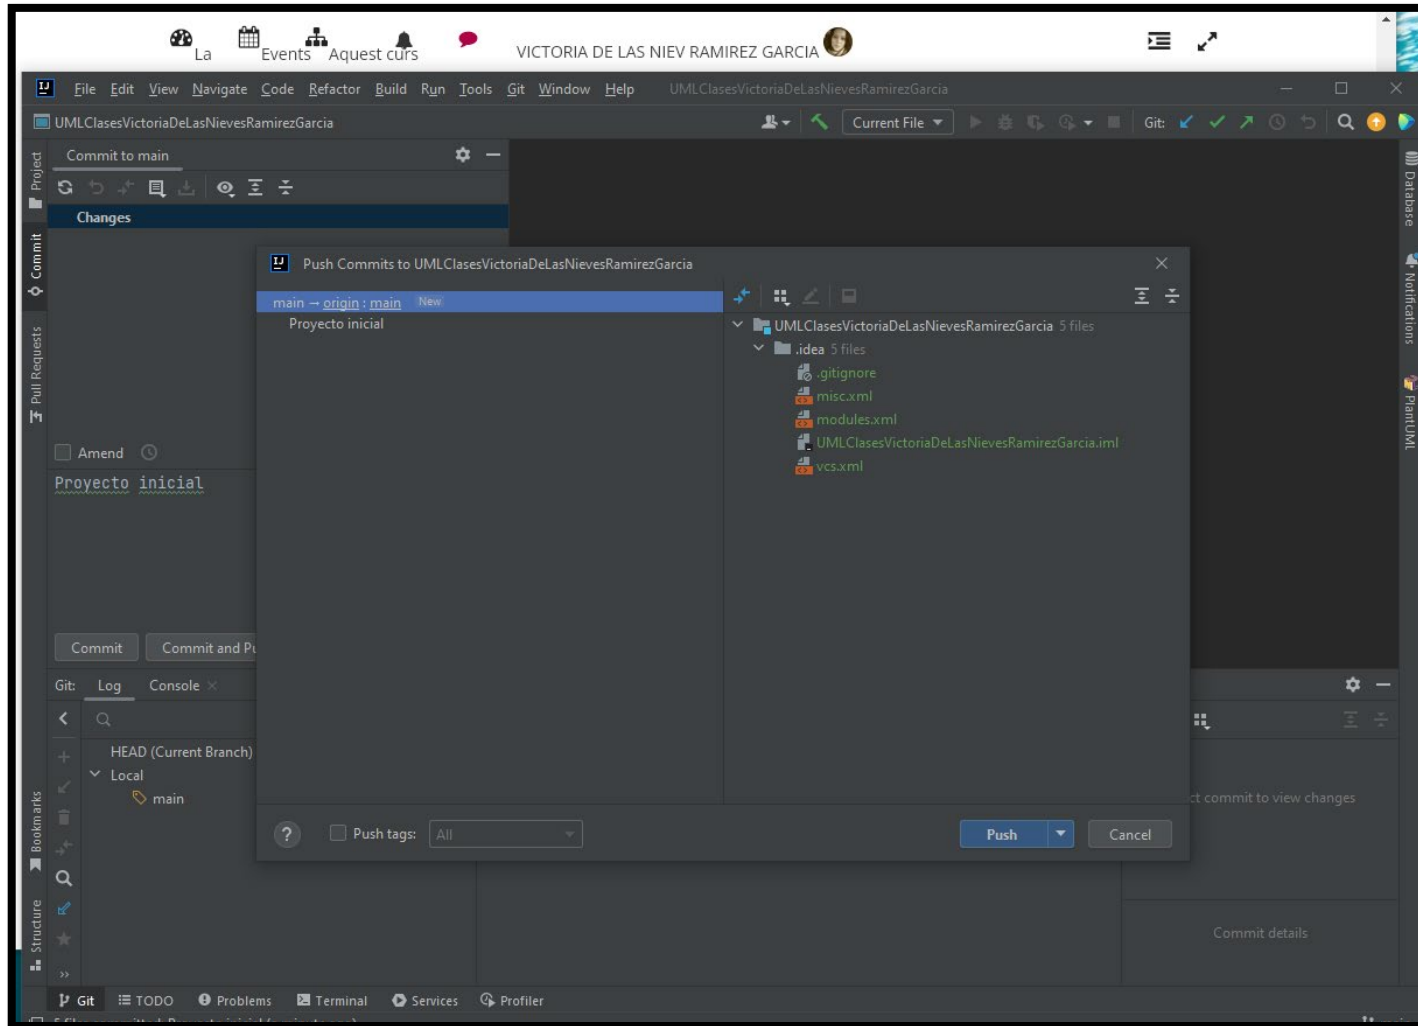 La Events Aquest curs VICTORIA DE LAS NIEV RAMIREZ GARCIA
File Edit View Navigate Code Refactor Build Run Tools Git Window Help UMLClasesVictoriaDeLasNievesRamirezGarcia
UMLClasesVictoriaDeLasNievesRamirezGarcia Current File Git:
Project
Commit
Pull Requests
Bookmarks
Structure
Commit to main
Changes
Amend
Proyecto inicial
Commit Commit and Pu
Push Commits to UMLClasesVictoriaDeLasNievesRamirezGarcia
main → origin : main New
Proyecto inicial
UMLClasesVictoriaDeLasNievesRamirezGarcia 5 files
.idea 5 files
.gitignore
misc.xml
modules.xml
UMLClasesVictoriaDeLasNievesRamirezGarcia.iml
vcs.xml
? Push tags: All Push Cancel
Database
Notifications
PlantUML
Git: Log Console
HEAD (Current Branch)
Local
main
ct commit to view changes
Commit details
Git TODO Problems Terminal Services Profiler